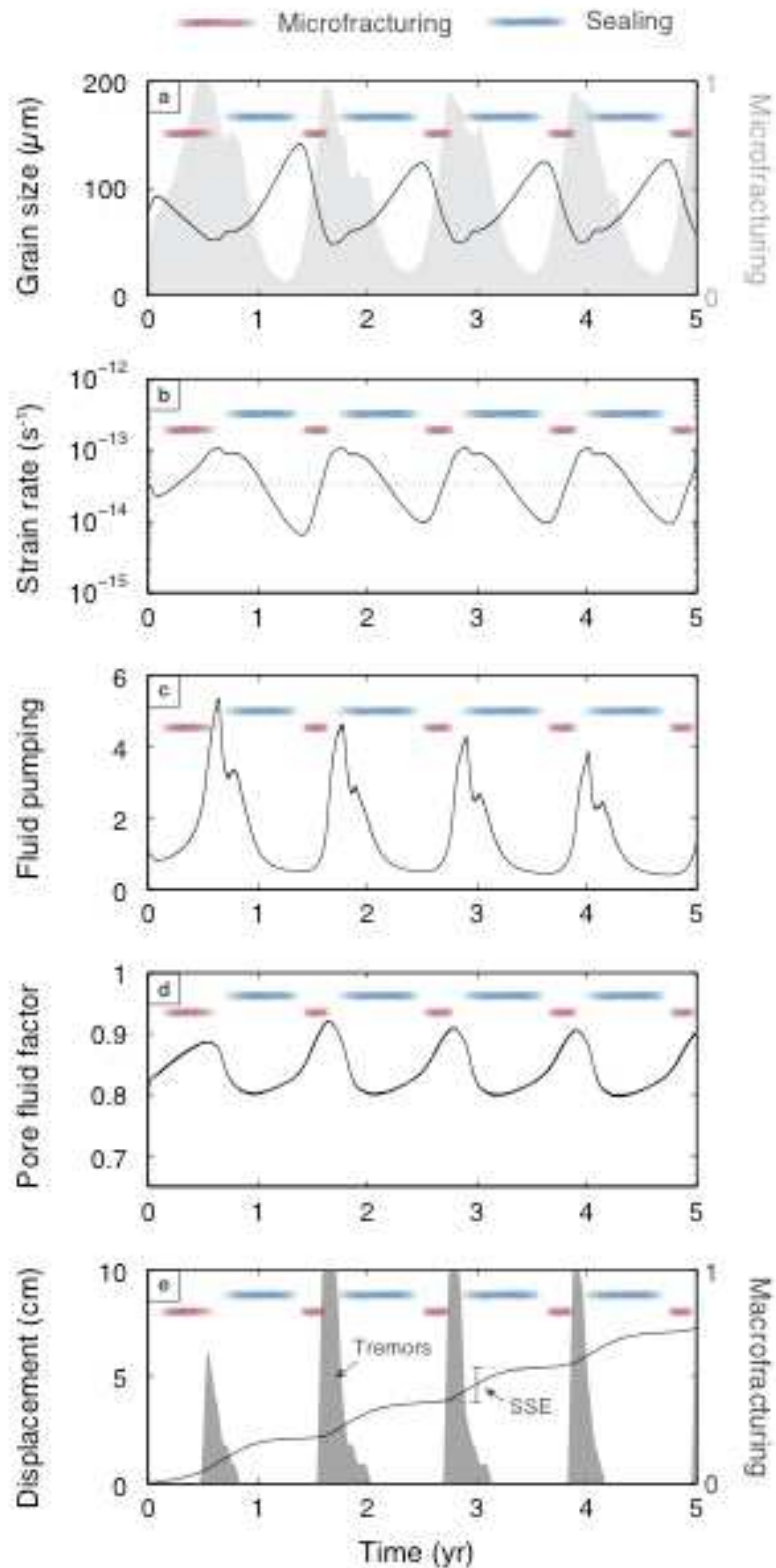 Microfracturing Sealing
a
Grain size (µm)
200
100
0
1
0
Microfracturing
0 1 2 3 4 5
b
Strain rate (s⁻¹)
10⁻¹²
10⁻¹³
10⁻¹⁴
10⁻¹⁵
0 1 2 3 4 5
c
Fluid pumping
6
4
2
0
0 1 2 3 4 5
d
Pore fluid factor
1
0.9
0.8
0.7
0 1 2 3 4 5
e
Displacement (cm)
10
5
0
Tremors
SSE
1
0
Macrofracturing
0 1 2 3 4 5
Time (yr)